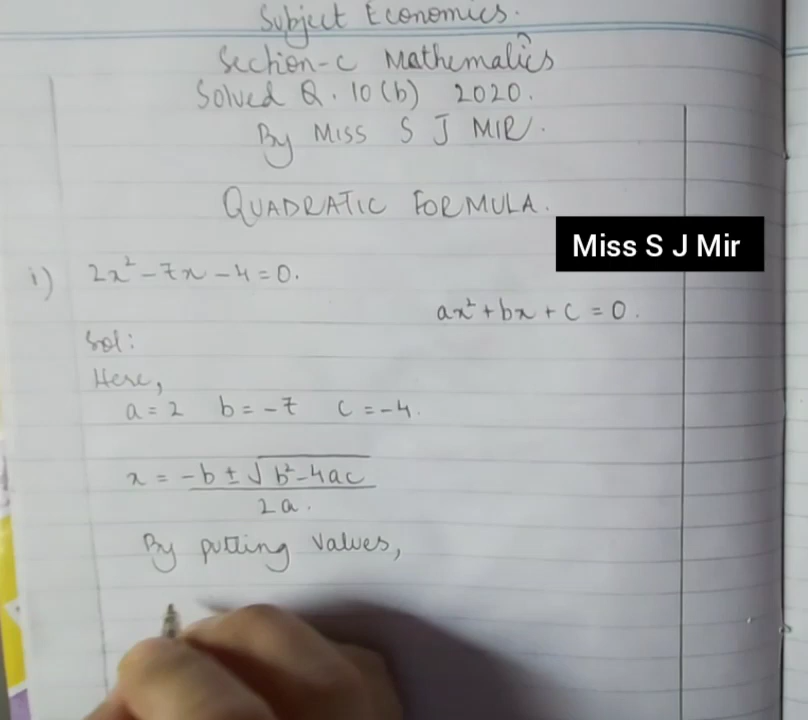 Subject Economics.
Section-C Mathematics
Solved Q. 10 (b) 2020.
By Miss S J MIR.
QUADRATIC FORMULA.
Miss S J Mir
i) 2x² - 7x - 4 = 0.
ax² + bx + c = 0.
Sol:
Here,
a = 2 b = -7 c = -4.
x = -b ± √b² - 4ac
2a.
By putting values,